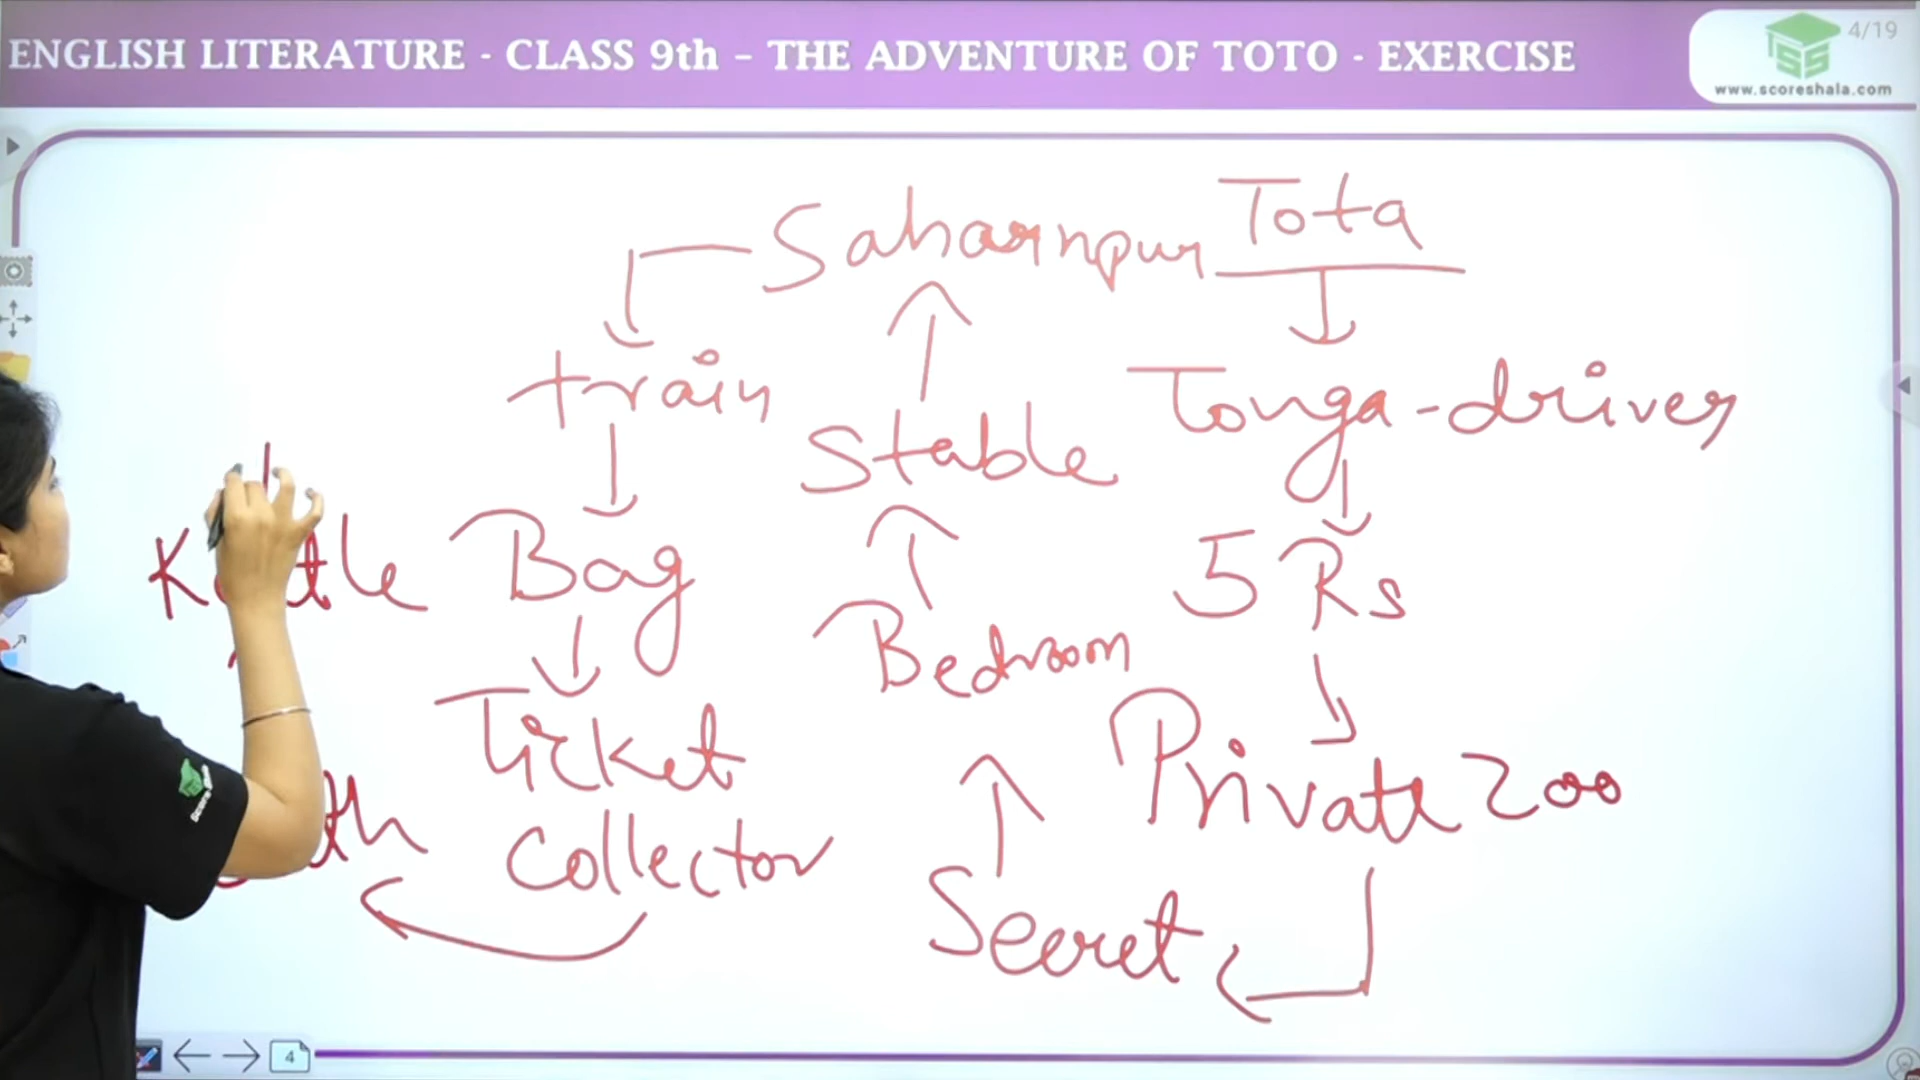 ENGLISH LITERATURE - CLASS 9th - THE ADVENTURE OF TOTO - EXERCISE
4/19
www.scoreshala.com
Saharnpur
Tota
train
Stable
Tonga-driver
Bag
5 Rs
Bedroom
Ticket
Collector
Private Zoo
Secret
4